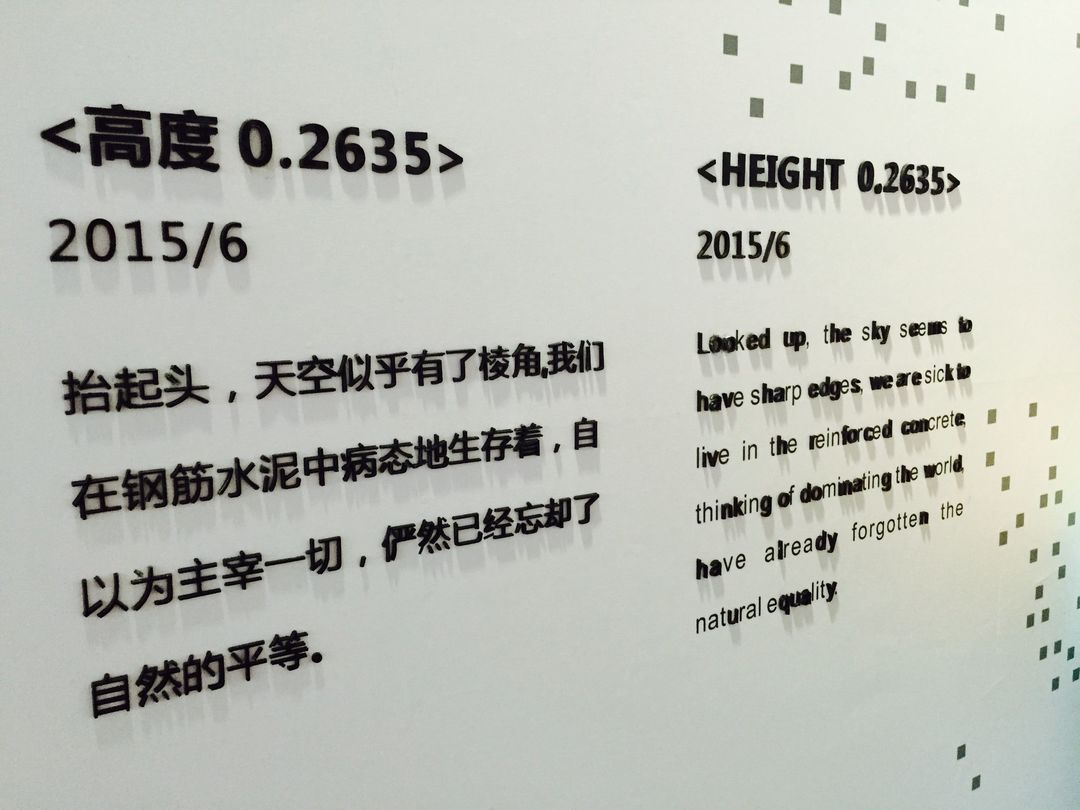 <高度 0.2635>
2015/6
抬起头，天空似乎有了棱角,我们
在钢筋水泥中病态地生存着，自
以为主宰一切，俨然已经忘却了
自然的平等。
<HEIGHT 0.2635>
2015/6
Looked up, the sky seems to
have sharp edges, we are sick to
live in the reinforced concrete,
thinking of dominating the world,
have already forgotten the
natural equality.